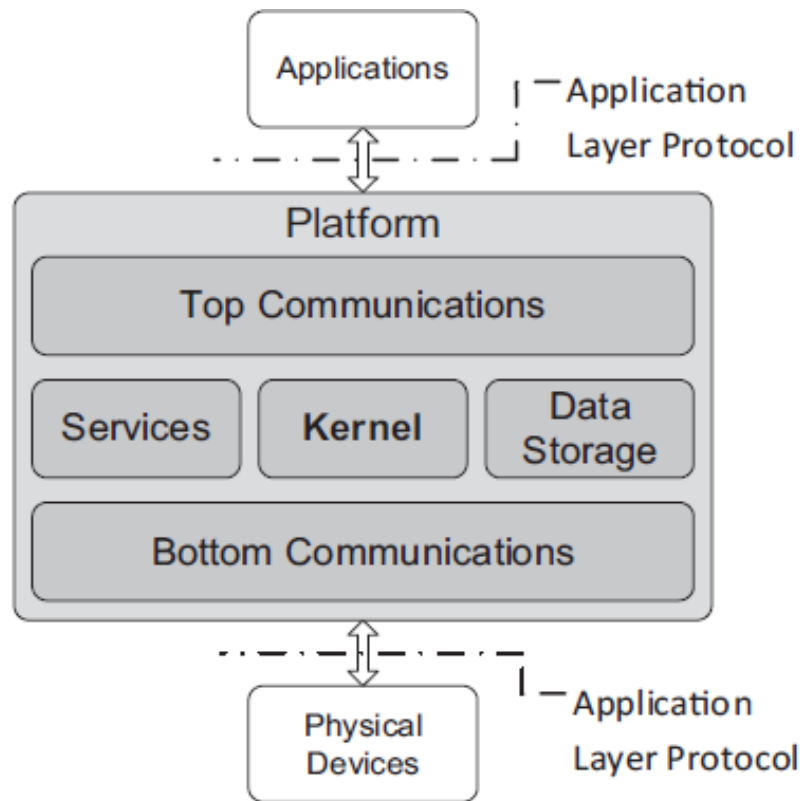 Applications
Application
Layer Protocol
Platform
Top Communications
Services
Kernel
Data
Storage
Bottom Communications
Physical
Devices
Application
Layer Protocol